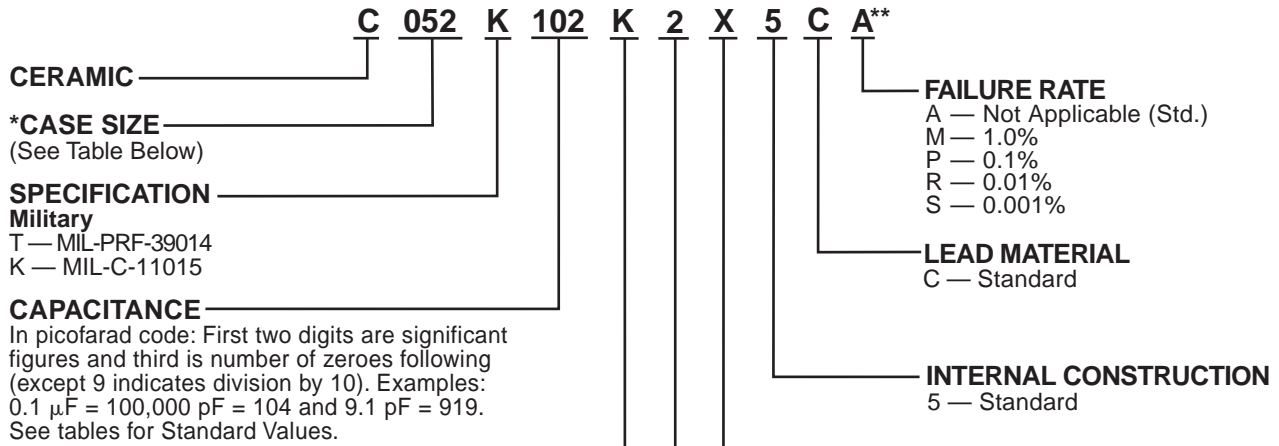 C 052 K 102 K 2 X 5 C A**
CERAMIC
*CASE SIZE
(See Table Below)
SPECIFICATION
Military
T — MIL-PRF-39014
K — MIL-C-11015
CAPACITANCE
In picofarad code: First two digits are significant
figures and third is number of zeroes following
(except 9 indicates division by 10). Examples:
0.1 μF = 100,000 pF = 104 and 9.1 pF = 919.
See tables for Standard Values.
FAILURE RATE
A — Not Applicable (Std.)
M — 1.0%
P — 0.1%
R — 0.01%
S — 0.001%
LEAD MATERIAL
C — Standard
INTERNAL CONSTRUCTION
5 — Standard